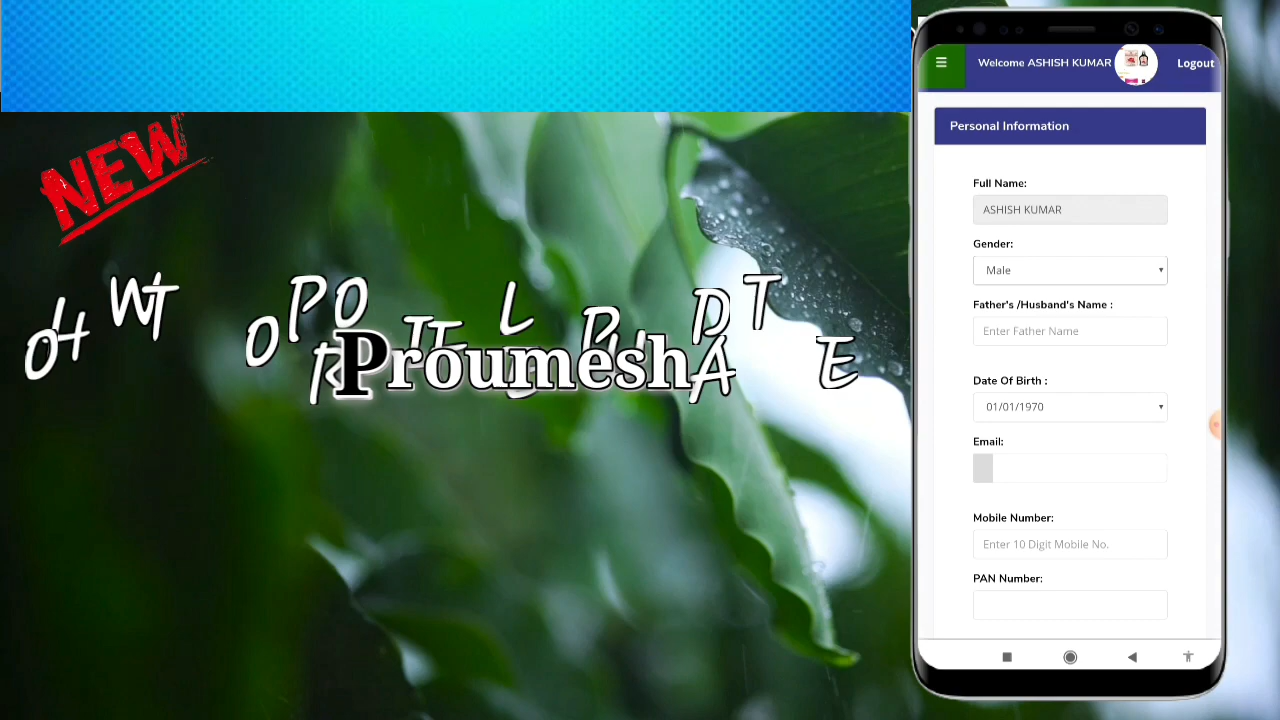 NEW
Proumesh
Welcome ASHISH KUMAR
Logout
Personal Information
Full Name:
ASHISH KUMAR
Gender:
Male
Father's /Husband's Name :
Enter Father Name
Date Of Birth :
01/01/1970
Email:
Mobile Number:
Enter 10 Digit Mobile No.
PAN Number: